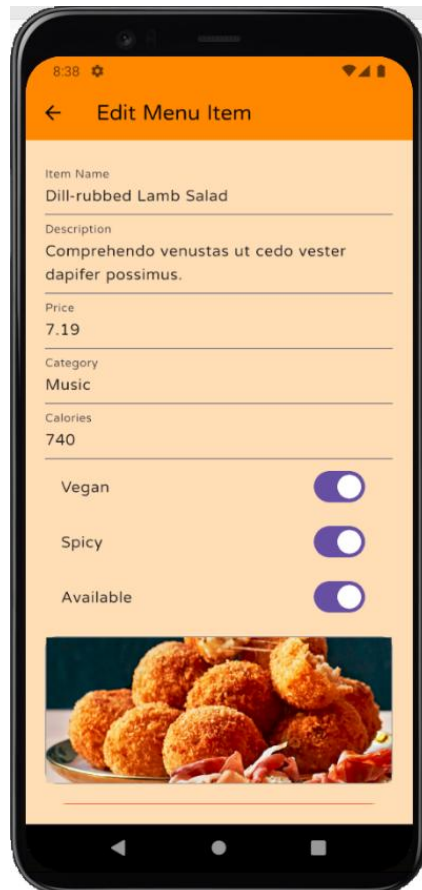 8:38
Edit Menu Item
Item Name
Dill-rubbed Lamb Salad
Description
Comprehendo venustas ut cedo vester
dapifer possimus.
Price
7.19
Category
Music
Calories
740
Vegan
Spicy
Available